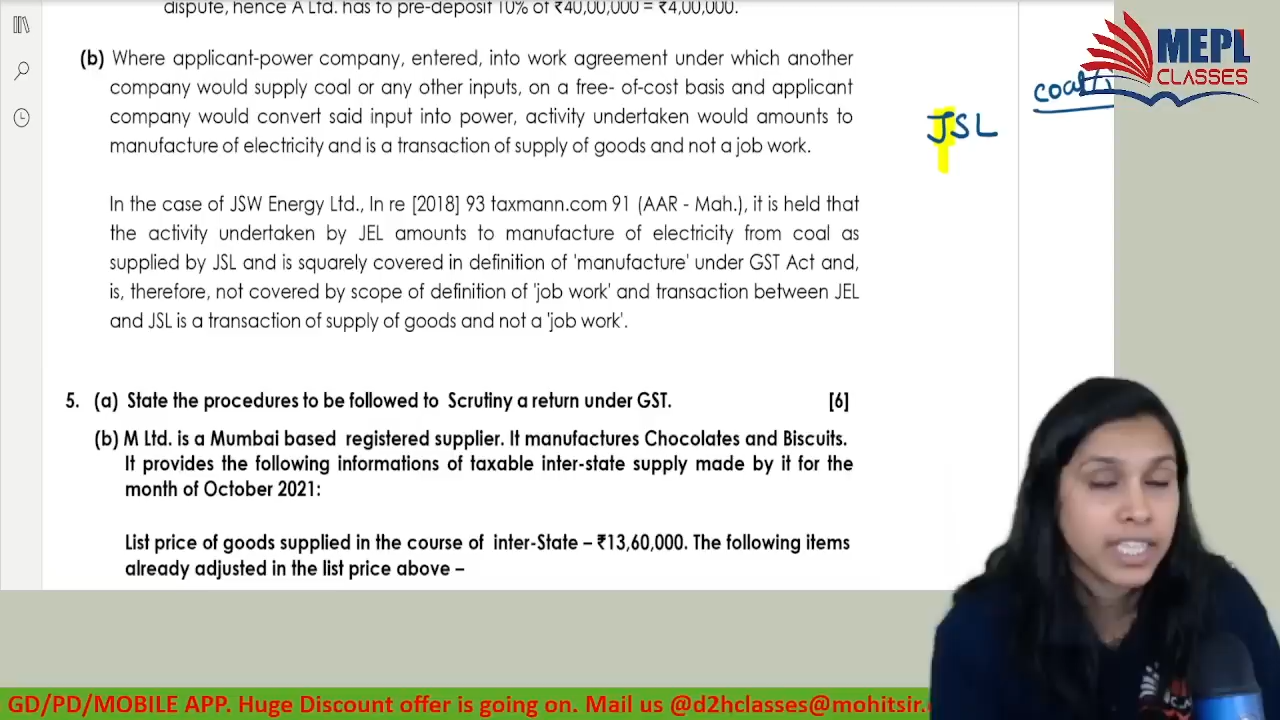 dispute, hence A Ltd. has to pre-deposit 10% of ₹40,00,000 = ₹4,00,000.
(b) Where applicant-power company, entered, into work agreement under which another
company would supply coal or any other inputs, on a free- of-cost basis and applicant
company would convert said input into power, activity undertaken would amounts to
manufacture of electricity and is a transaction of supply of goods and not a job work.
In the case of JSW Energy Ltd., In re [2018] 93 taxmann.com 91 (AAR - Mah.), it is held that
the activity undertaken by JEL amounts to manufacture of electricity from coal as
supplied by JSL and is squarely covered in definition of 'manufacture' under GST Act and,
is, therefore, not covered by scope of definition of 'job work' and transaction between JEL
and JSL is a transaction of supply of goods and not a 'job work'.
5. (a) State the procedures to be followed to Scrutiny a return under GST. [6]
(b) M Ltd. is a Mumbai based registered supplier. It manufactures Chocolates and Biscuits.
It provides the following informations of taxable inter-state supply made by it for the
month of October 2021:
List price of goods supplied in the course of inter-State – ₹13,60,000. The following items
already adjusted in the list price above –
JSL
coal
MEPL
CLASSES
GD/PD/MOBILE APP. Huge Discount offer is going on. Mail us @d2hclasses@mohitsir.